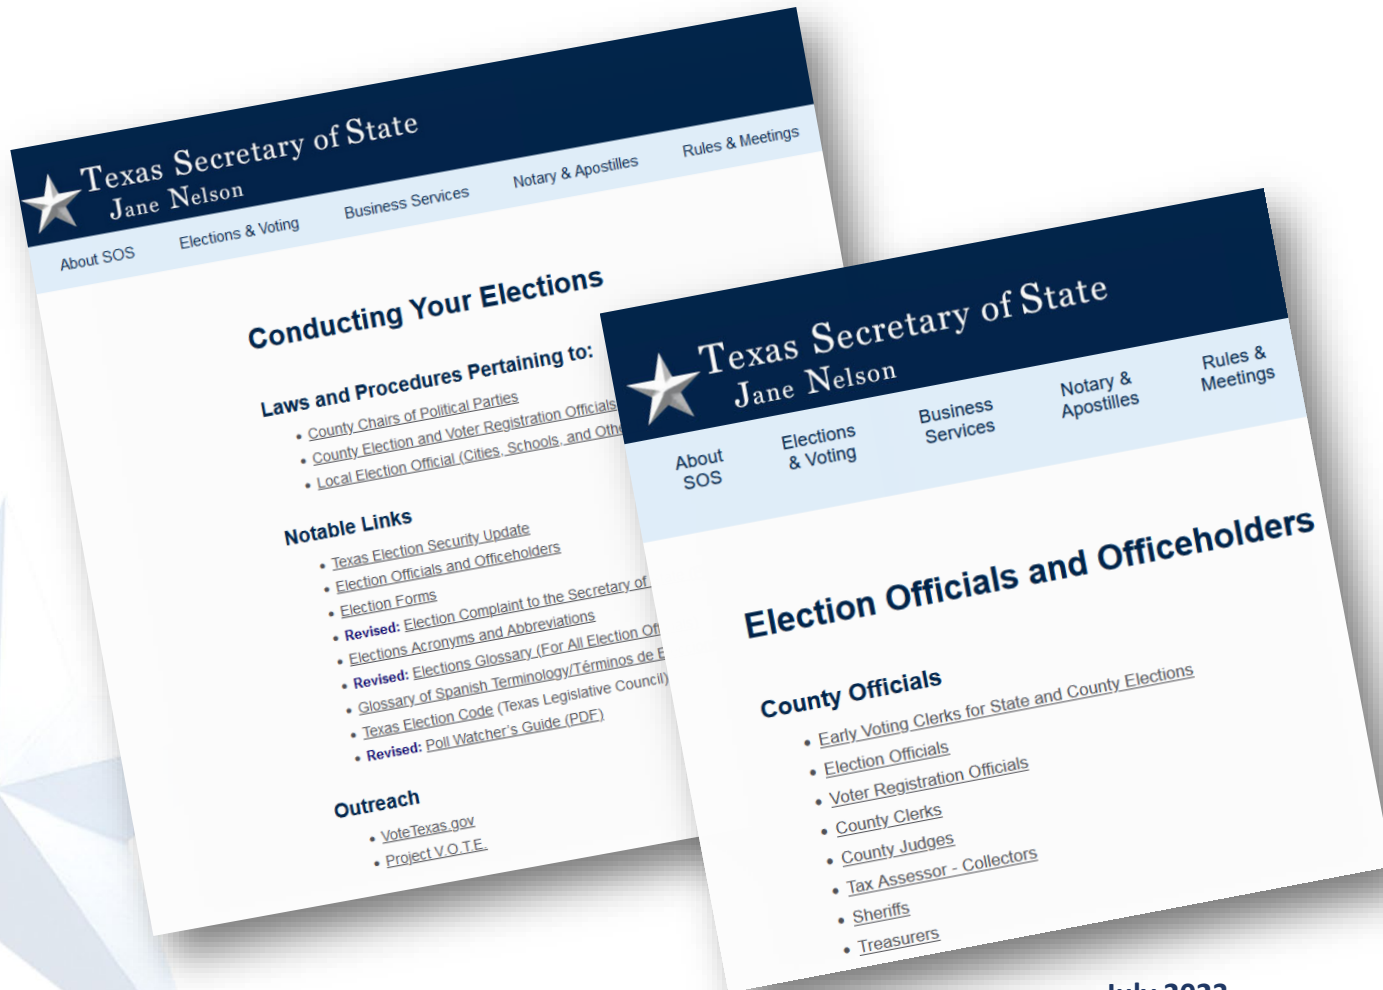 Texas Secretary of State
Jane Nelson
About SOS
Elections & Voting
Business Services
Notary & Apostilles
Rules & Meetings
Conducting Your Elections
Laws and Procedures Pertaining to:
• County Chairs of Political Parties
• County Election and Voter Registration Officials
• Local Election Official (Cities, Schools, and
Notable Links
• Texas Election Security Update
• Election Officials and Officeholders
• Election Forms
• Revised: Election Complaint to the Secretary of
• Elections Acronyms and Abbreviations
• Revised: Elections Glossary (For All Election
• Glossary of Spanish Terminology/Términos de
• Texas Election Code (Texas Legislative Council)
• Revised: Poll Watcher's Guide (PDF)
Outreach
• VoteTexas.gov
• Project V.O.T.E.
Texas Secretary of State
Jane Nelson
About
SOS
Elections
& Voting
Business
Services
Notary &
Apostilles
Rules &
Meetings
Election Officials and Officeholders
County Officials
• Early Voting Clerks for State and County Elections
• Election Officials
• Voter Registration Officials
• County Clerks
• County Judges
• Tax Assessor - Collectors
• Sheriffs
• Treasurers